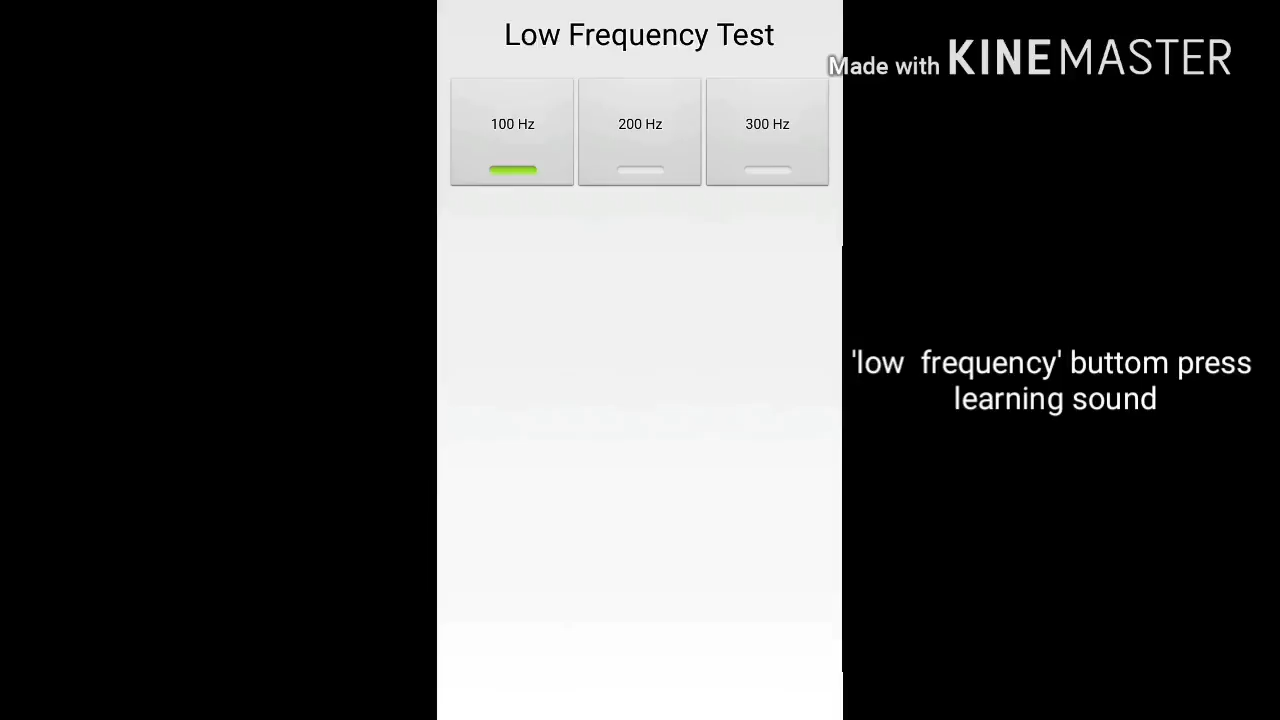 Low Frequency Test
Made with KINEMASTER
100 Hz
200 Hz
300 Hz
'low frequency' buttom press
learning sound